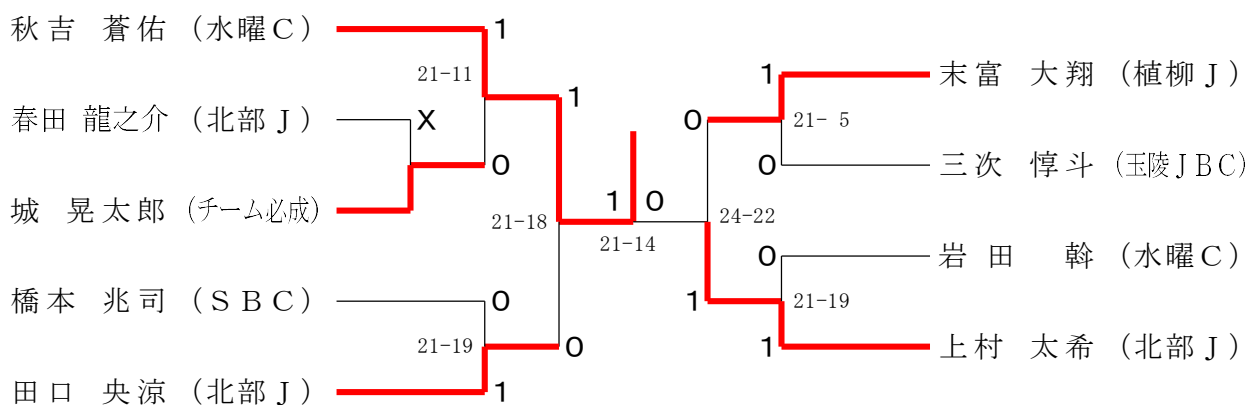 秋吉 蒼佑 (水曜C) 1
21-11
春田 龍之介 (北部J) X
0
城 晃太郎 (チーム必成)
1
21-18
橋本 兆司 (SBC) 0
21-19
0
田口 央涼 (北部J) 1
1 0
21-14
1 末富 大翔 (植柳J)
0
21- 5
0 三次 惇斗 (玉陵JBC)
24-22
0 岩田 幹 (水曜C)
1
21-19
1 上村 太希 (北部J)